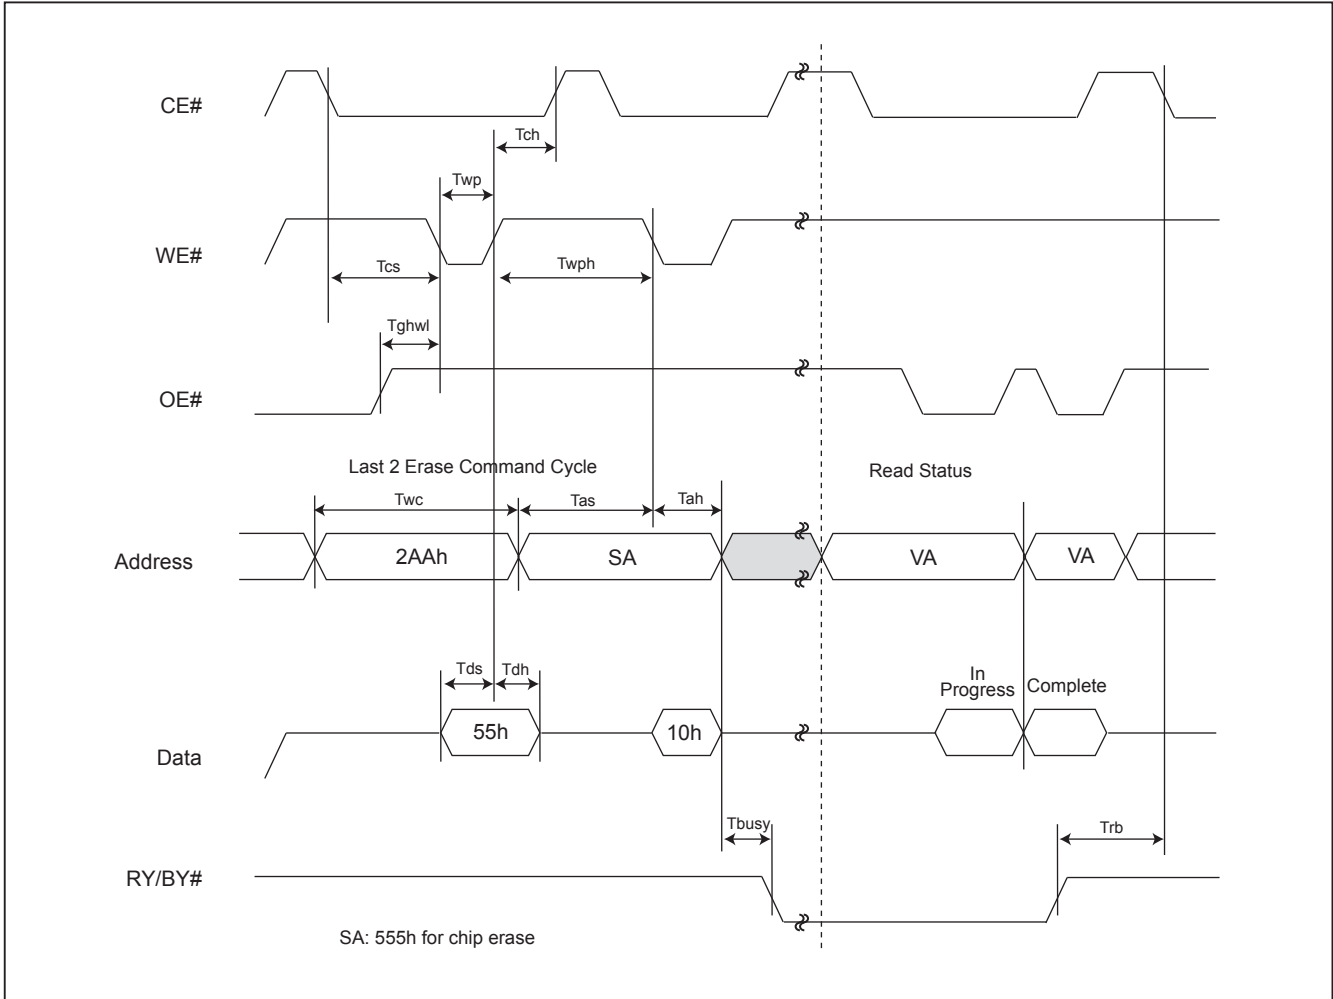 CE#
Tch
Twp
WE#
Tcs
Twph
Tghwl
OE#
Last 2 Erase Command Cycle
Read Status
Twc
Tas
Tah
Address
2AAh
SA
VA
VA
Tds
Tdh
In
Progress
Complete
Data
55h
10h
Tbusy
Trb
RY/BY#
SA: 555h for chip erase